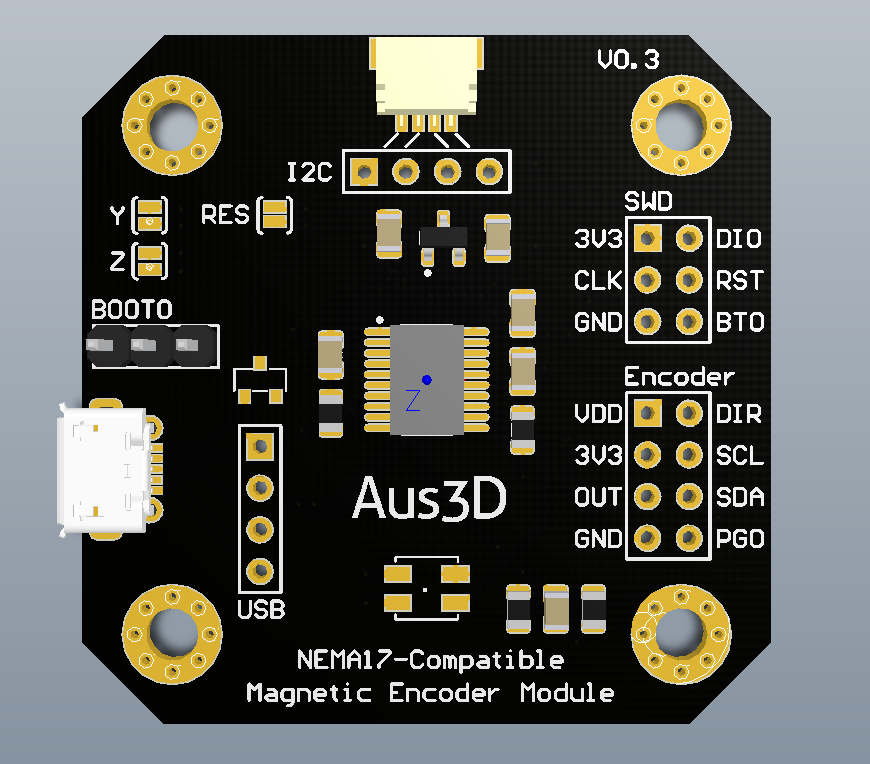 V0.3
I2C
Y
RES
Z
SWD
3V3 DIO
CLK RST
GND BTO
BOOTO
Encoder
VDD DIR
3V3 SCL
OUT SDA
GND PGO
Z
Aus3D
USB
NEMA17-Compatible
Magnetic Encoder Module